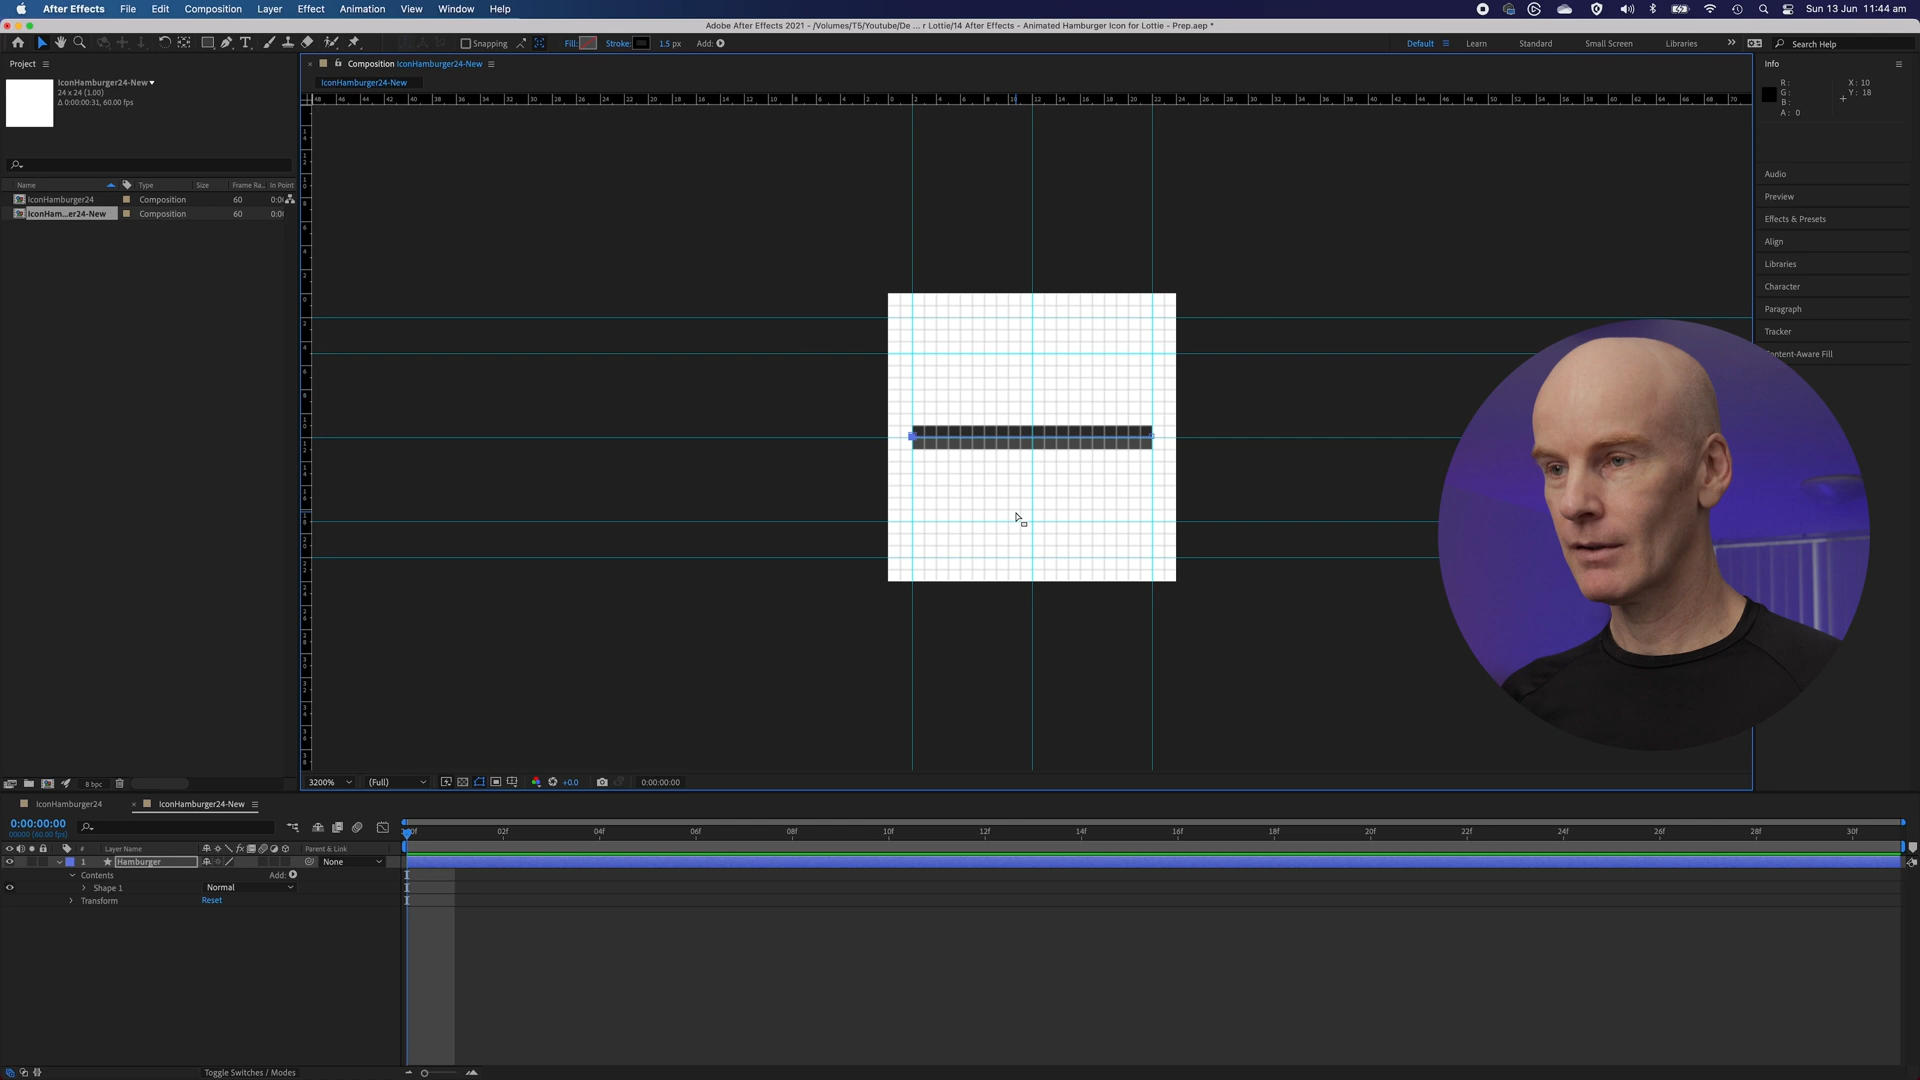 After Effects File Edit Composition Layer Effect Animation View Window Help Sun 13 Jun 11:44 am
Adobe After Effects 2021 - /Volumes/T5/Youtube/De ... r Lottie/14 After Effects - Animated Hamburger Icon for Lottie - Prep.aep *
Snapping Fill: Stroke: 1.5 px Add: Default Learn Standard Small Screen Libraries Search Help
Project
Composition IconHamburger24-New
Info
IconHamburger24-New
24 x 24 (1.00)
Δ 0:00:00:31, 60.00 fps
IconHamburger24-New
R:
G:
B:
A: 0
X: 10
Y: 18
Name Type Size Frame Ra... In Point
IconHamburger24 Composition 60 0:00
IconHam...er24-New Composition 60 0:00
Audio
Preview
Effects & Presets
Align
Libraries
Character
Paragraph
Tracker
Content-Aware Fill
8 bpc
3200% (Full) +0.0 0:00:00:00
IconHamburger24 IconHamburger24-New
0:00:00:00
00000 (60.00 fps)
02f 04f 06f 08f 10f 12f 14f 16f 18f 20f 22f 24f 26f 28f 30f
# Layer Name Parent & Link
1 Hamburger None
Contents Add:
Shape 1 Normal
Transform Reset
Toggle Switches / Modes